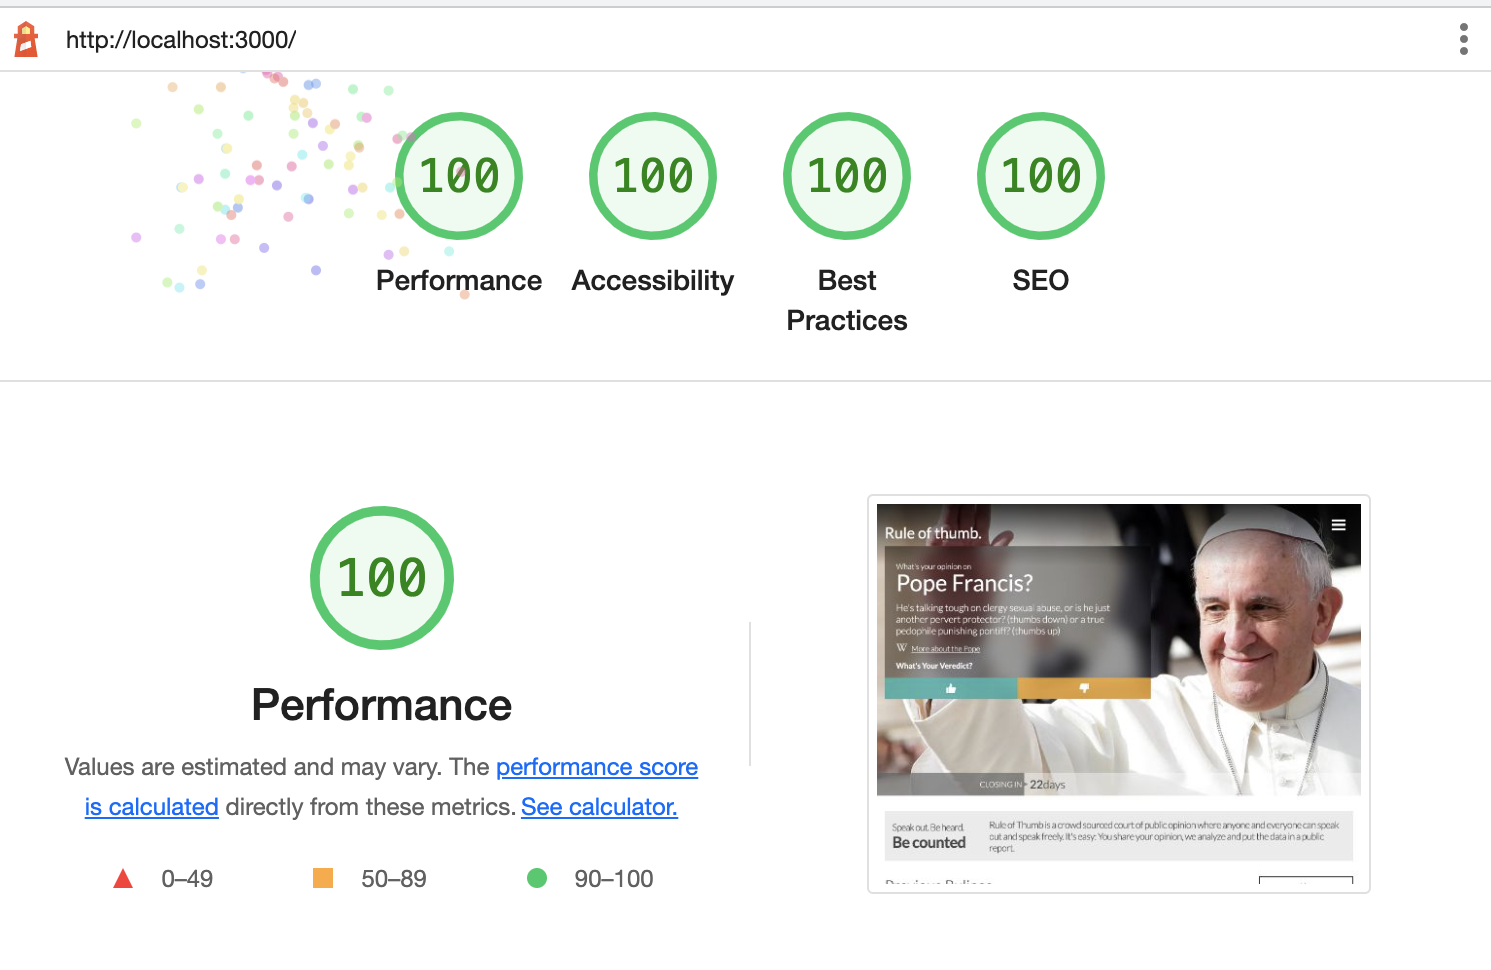 http://localhost:3000/
100
100
100
100
Performance
Accessibility
Best
Practices
SEO
100
Performance
Values are estimated and may vary. The performance score
is calculated directly from these metrics. See calculator.
0–49
50–89
90–100
Rule of thumb.
What's your opinion on
Pope Francis?
He's talking tough on clergy sexual abuse, or is he just
another pervert protector? (thumbs down) or a true
pedophile punishing pontiff? (thumbs up)
W More about the Pope
What's Your Veredict?
CLOSING IN 22days
Speak out. Be heard.
Be counted
Rule of Thumb is a crowd sourced court of public opinion where anyone and everyone can speak
out and speak freely. It's easy: You share your opinion, we analyze and put the data in a public
report.